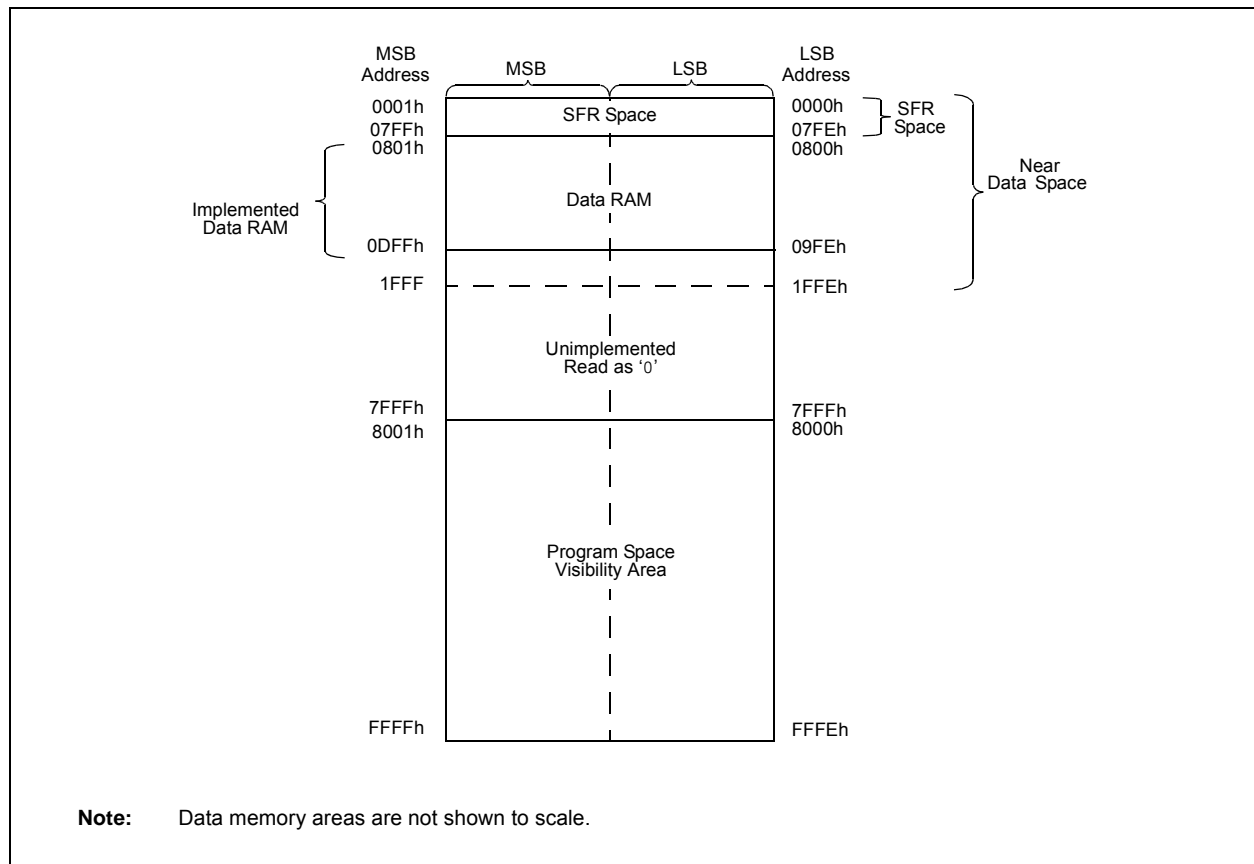 MSB
Address
MSB
LSB
LSB
Address
0001h
SFR Space
0000h
SFR
Space
07FFh
07FEh
0801h
0800h
Near
Data Space
Implemented
Data RAM
Data RAM
0DFFh
09FEh
1FFF
1FFEh
Unimplemented
Read as ‘0’
7FFFh
7FFFh
8001h
8000h
Program Space
Visibility Area
FFFFh
FFFEh
Note: Data memory areas are not shown to scale.